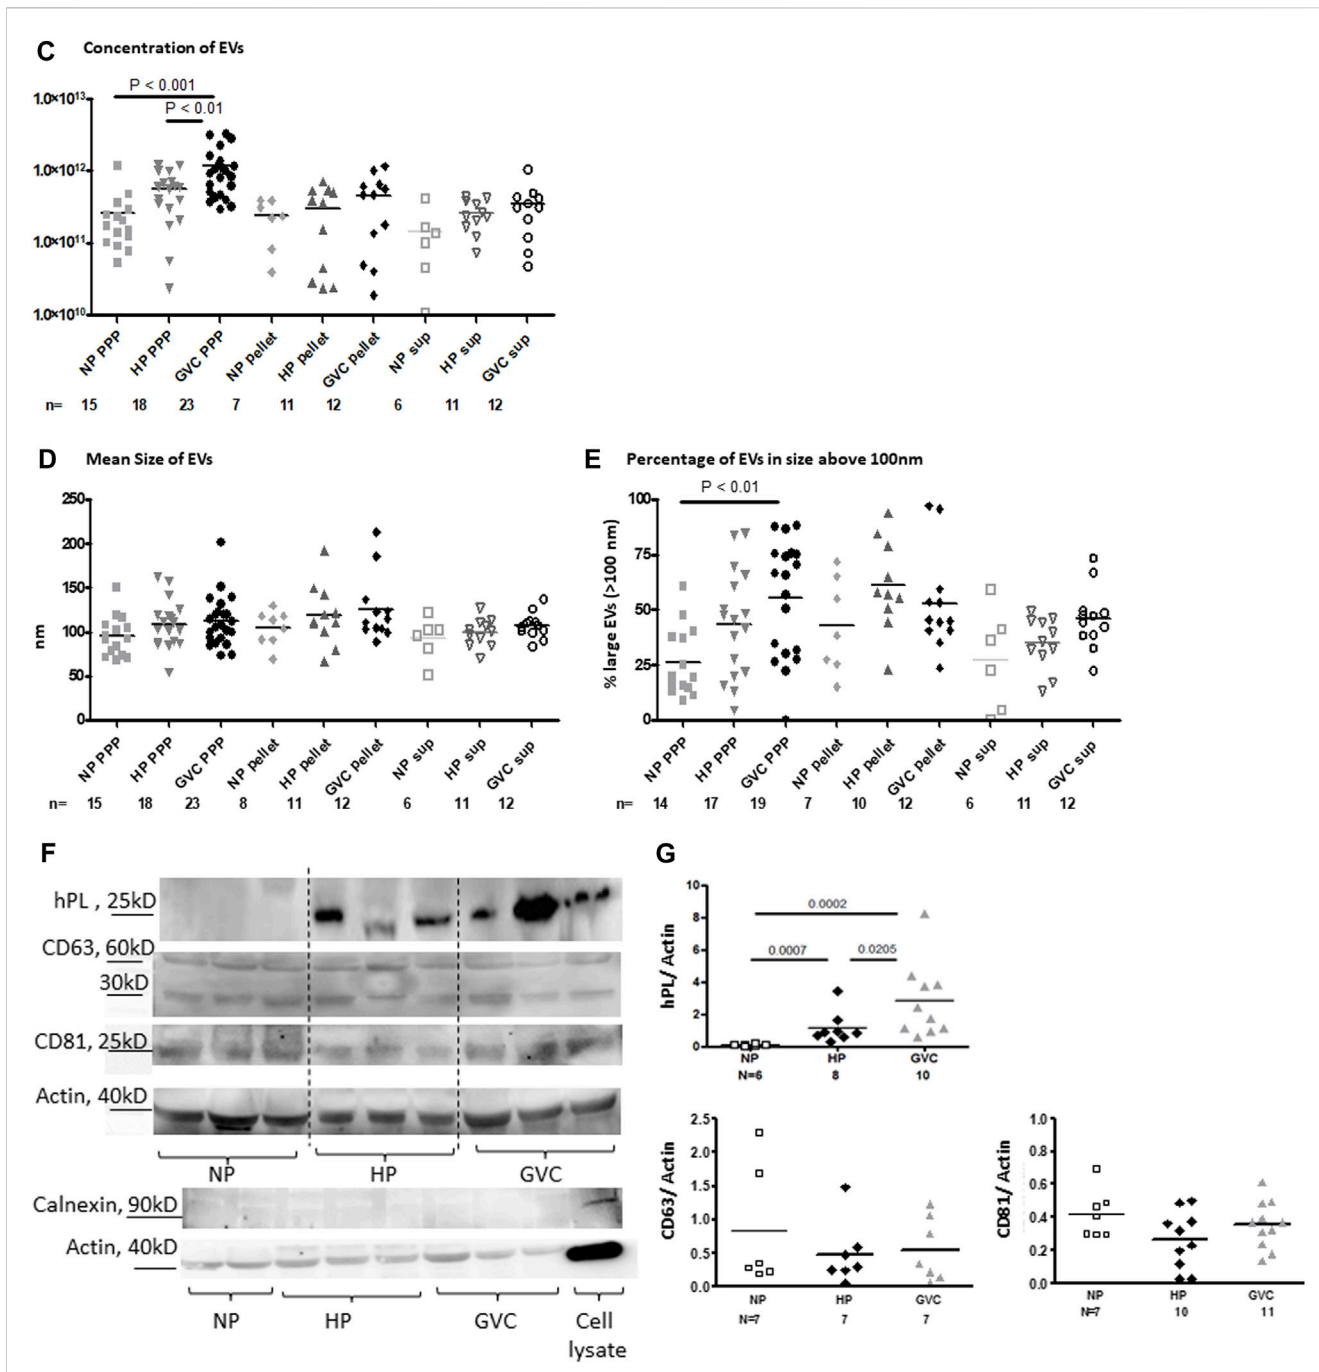 C Concentration of EVs
P < 0.001
P < 0.01
1.0×10¹³
1.0×10¹²
1.0×10¹¹
1.0×10¹⁰
NP PPP HP PPP GVC PPP NP pellet HP pellet GVC pellet NP sup HP sup GVC sup
n= 15 18 23 7 11 12 6 11 12
D Mean Size of EVs
250
200
150
100
50
0
nm
NP PPP HP PPP GVC PPP NP pellet HP pellet GVC pellet NP sup HP sup GVC sup
n= 15 18 23 8 11 12 6 11 12
E Percentage of EVs in size above 100nm
P < 0.01
100
75
50
25
0
% large EVs (>100 nm)
NP PPP HP PPP GVC PPP NP pellet HP pellet GVC pellet NP sup HP sup GVC sup
n= 14 17 19 7 10 12 6 11 12
F
hPL , 25kD
CD63, 60kD
30kD
CD81, 25kD
Actin, 40kD
NP HP GVC
Calnexin, 90kD
Actin, 40kD
NP HP GVC Cell
lysate
G
10
8
6
4
2
0
hPL/ Actin
0.0002
0.0007 0.0205
NP HP GVC
N=6 8 10
2.5
2.0
1.5
1.0
0.5
0.0
CD63/ Actin
NP HP GVC
N=7 7 7
1.0
0.8
0.6
0.4
0.2
0.0
CD81/ Actin
NP HP GVC
N=7 10 11